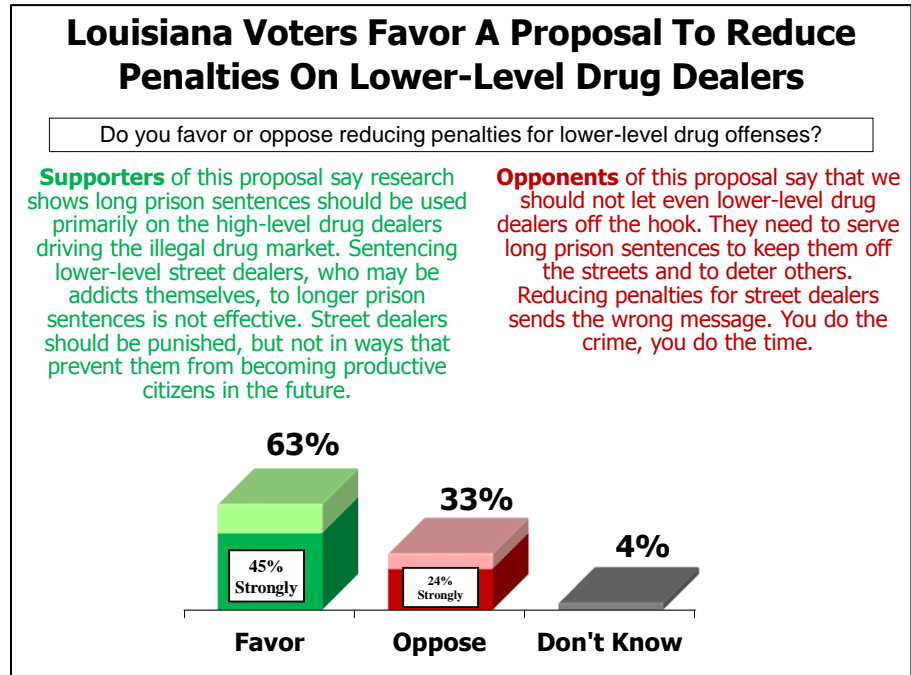 Louisiana Voters Favor A Proposal To Reduce
Penalties On Lower-Level Drug Dealers
Do you favor or oppose reducing penalties for lower-level drug offenses?
Supporters of this proposal say research
shows long prison sentences should be used
primarily on the high-level drug dealers
driving the illegal drug market. Sentencing
lower-level street dealers, who may be
addicts themselves, to longer prison
sentences is not effective. Street dealers
should be punished, but not in ways that
prevent them from becoming productive
citizens in the future.
Opponents of this proposal say that we
should not let even lower-level drug
dealers off the hook. They need to serve
long prison sentences to keep them off
the streets and to deter others.
Reducing penalties for street dealers
sends the wrong message. You do the
crime, you do the time.
63%
33%
4%
45%
Strongly
24%
Strongly
Favor
Oppose
Don't Know